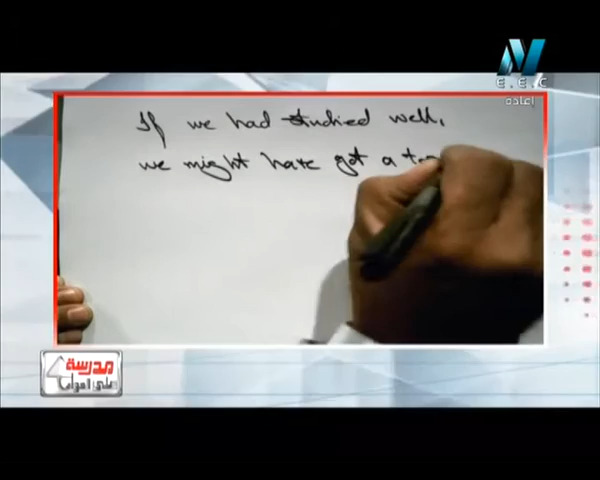 E.E.C
إعادة
If we had studied well,
we might have got a
مدرسة
على الهواء